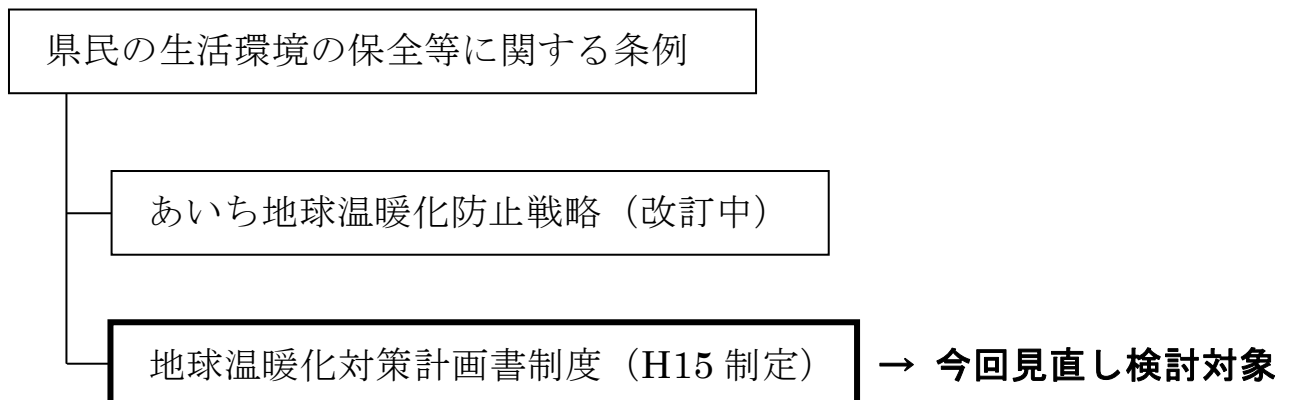 県民の生活環境の保全等に関する条例
あいち地球温暖化防止戦略（改訂中）
地球温暖化対策計画書制度（H15 制定） → 今回見直し検討対象